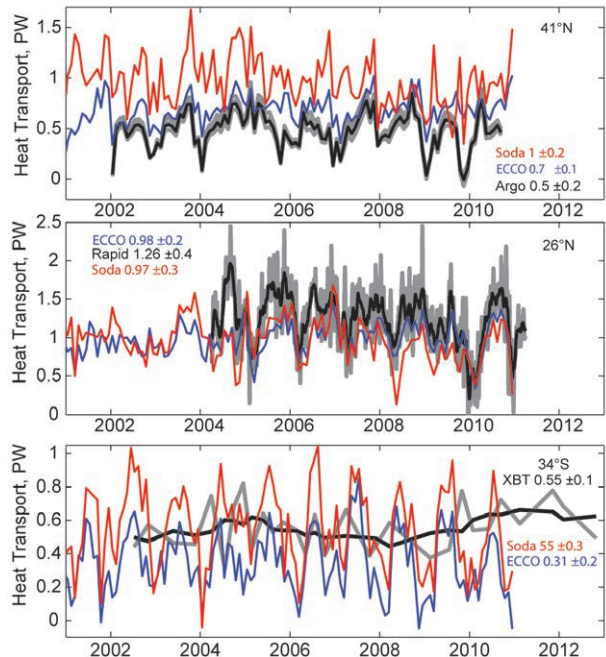 Heat Transport, PW
1.5
1
0.5
0
41°N
Soda 1 ±0.2
ECCO 0.7 ±0.1
Argo 0.5 ±0.2
2002 2004 2006 2008 2010 2012
Heat Transport, PW
2.5
2
1.5
1
0.5
0
ECCO 0.98 ±0.2
Rapid 1.26 ±0.4
Soda 0.97 ±0.3
26°N
2002 2004 2006 2008 2010 2012
Heat Transport, PW
1
0.8
0.6
0.4
0.2
0
34°S
XBT 0.55 ±0.1
Soda 55 ±0.3
ECCO 0.31 ±0.2
2002 2004 2006 2008 2010 2012